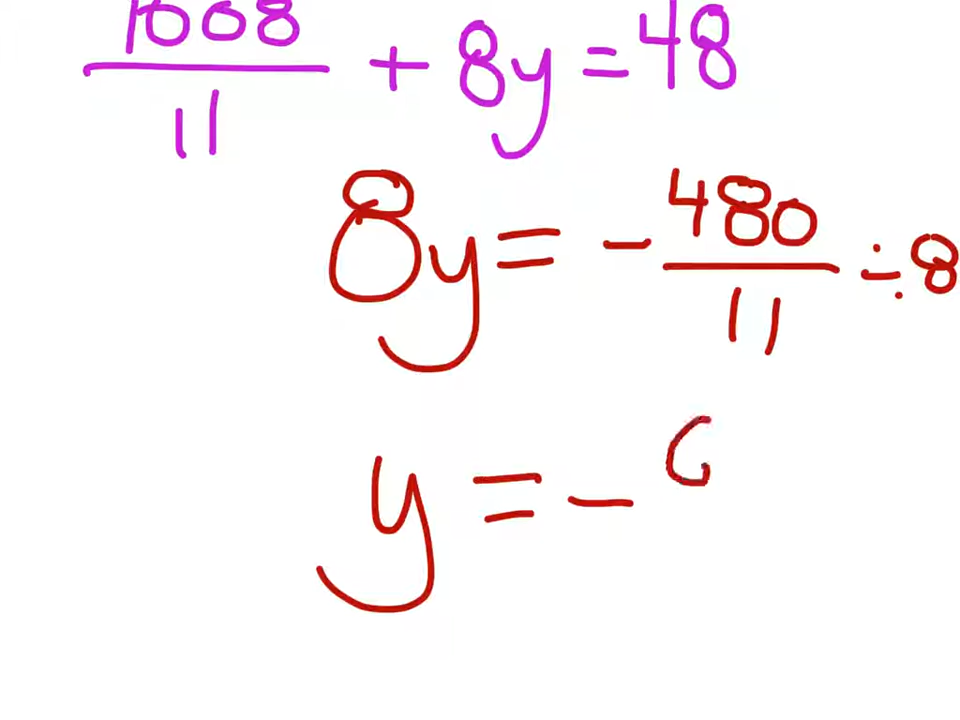 1008/11 + 8y = 48
8y = - 480/11 ÷ 8
y = - 6